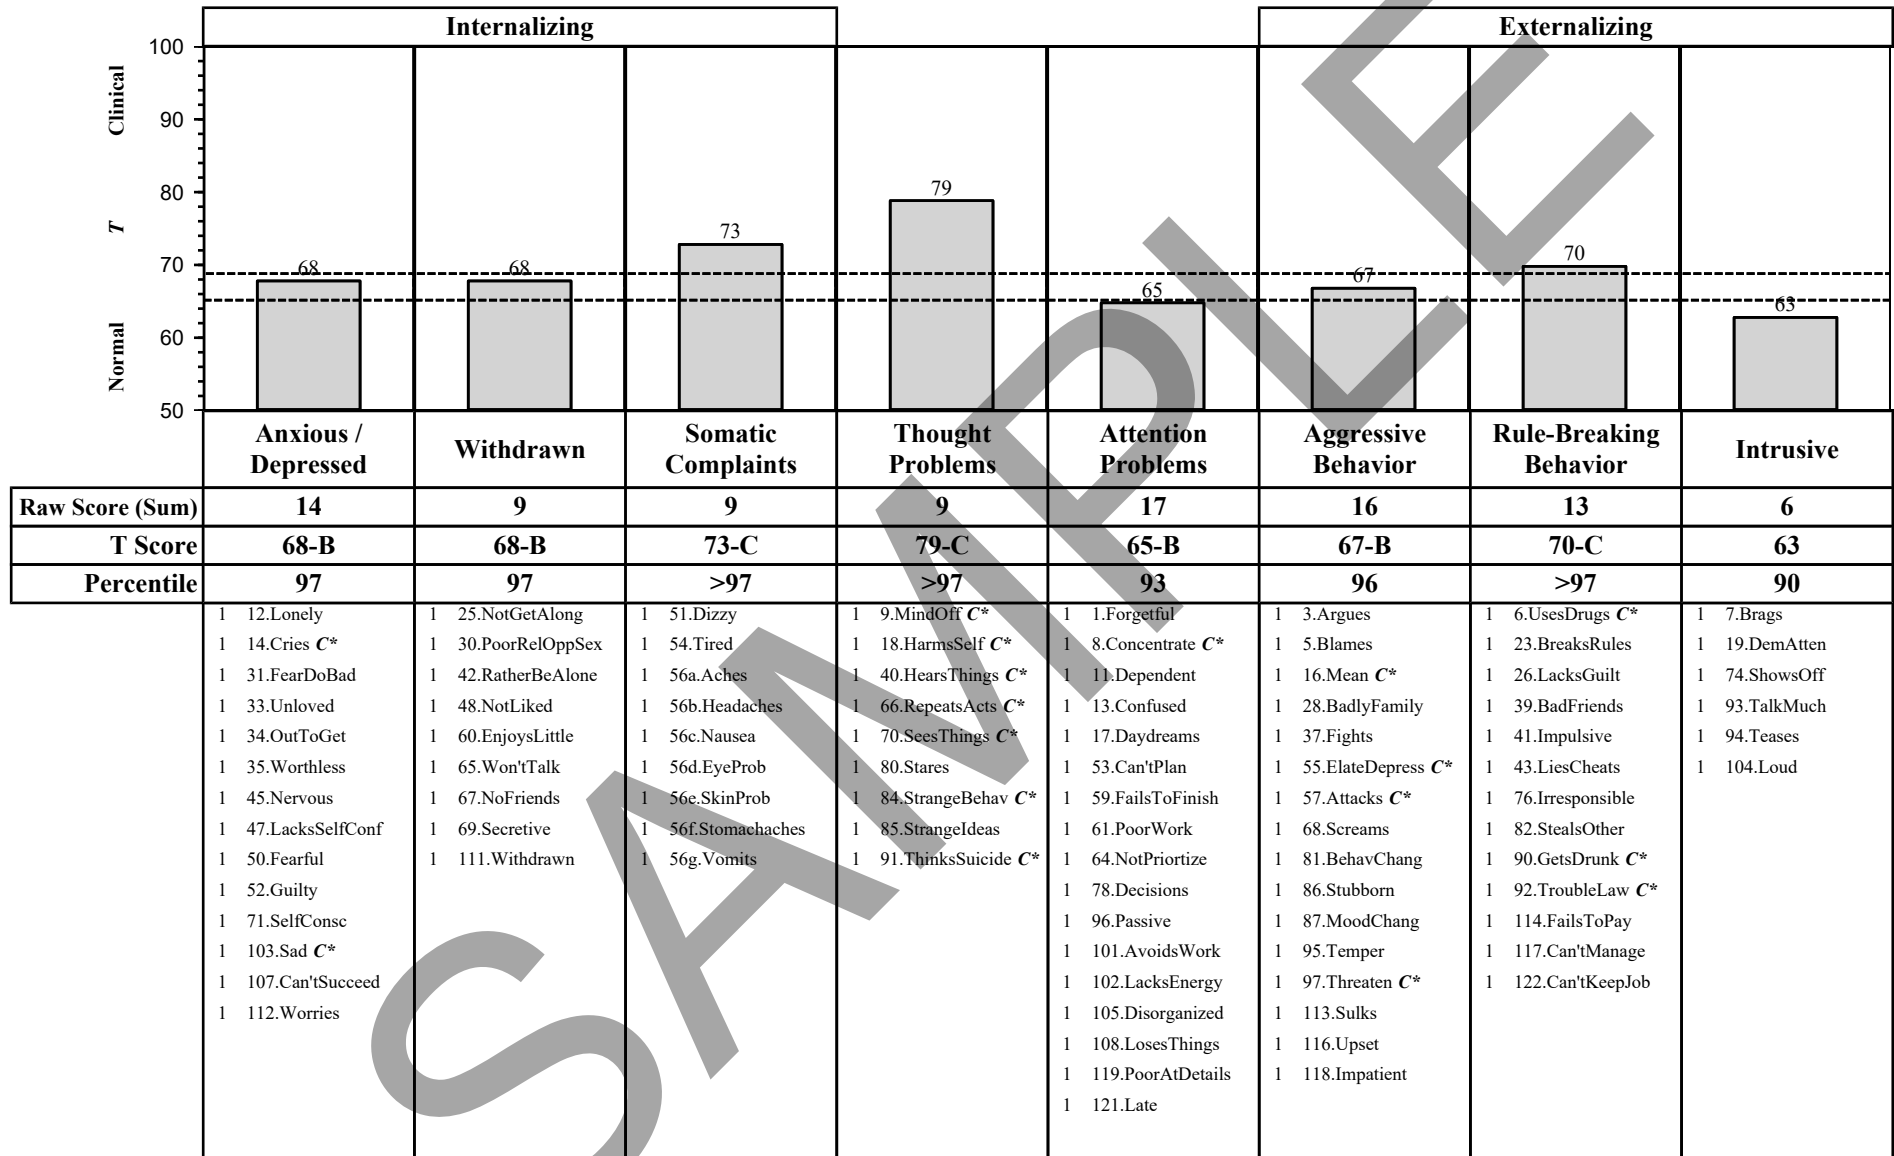 Internalizing
Externalizing
100
90
80
70
60
50
Clinical
T
Normal
68
68
73
79
65
67
70
63
Anxious / Depressed
Withdrawn
Somatic Complaints
Thought Problems
Attention Problems
Aggressive Behavior
Rule-Breaking Behavior
Intrusive
Raw Score (Sum) 14 9 9 9 17 16 13 6
T Score 68-B 68-B 73-C 79-C 65-B 67-B 70-C 63
Percentile 97 97 >97 >97 93 96 >97 90
1 12.Lonely
1 14.Cries C*
1 31.FearDoBad
1 33.Unloved
1 34.OutToGet
1 35.Worthless
1 45.Nervous
1 47.LacksSelfConf
1 50.Fearful
1 52.Guilty
1 71.SelfConsc
1 103.Sad C*
1 107.Can'tSucceed
1 112.Worries
1 25.NotGetAlong
1 30.PoorRelOppSex
1 42.RatherBeAlone
1 48.NotLiked
1 60.EnjoysLittle
1 65.Won'tTalk
1 67.NoFriends
1 69.Secretive
1 111.Withdrawn
1 51.Dizzy
1 54.Tired
1 56a.Aches
1 56b.Headaches
1 56c.Nausea
1 56d.EyeProb
1 56e.SkinProb
1 56f.Stomachaches
1 56g.Vomits
1 9.MindOff C*
1 18.HarmsSelf C*
1 40.HearsThings C*
1 66.RepeatsActs C*
1 70.SeesThings C*
1 80.Stares
1 84.StrangeBehav C*
1 85.StrangeIdeas
1 91.ThinksSuicide C*
1 1.Forgetful
1 8.Concentrate C*
1 11.Dependent
1 13.Confused
1 17.Daydreams
1 53.Can'tPlan
1 59.FailsToFinish
1 61.PoorWork
1 64.NotPriortize
1 78.Decisions
1 96.Passive
1 101.AvoidsWork
1 102.LacksEnergy
1 105.Disorganized
1 108.LosesThings
1 119.PoorAtDetails
1 121.Late
1 3.Argues
1 5.Blames
1 16.Mean C*
1 28.BadlyFamily
1 37.Fights
1 55.ElateDepress C*
1 57.Attacks C*
1 68.Screams
1 81.BehavChang
1 86.Stubborn
1 87.MoodChang
1 95.Temper
1 97.Threaten C*
1 113.Sulks
1 116.Upset
1 118.Impatient
1 6.UsesDrugs C*
1 23.BreaksRules
1 26.LacksGuilt
1 39.BadFriends
1 41.Impulsive
1 43.LiesCheats
1 76.Irresponsible
1 82.StealsOther
1 90.GetsDrunk C*
1 92.TroubleLaw C*
1 114.FailsToPay
1 117.Can'tManage
1 122.Can'tKeepJob
1 7.Brags
1 19.DemAtten
1 74.ShowsOff
1 93.TalkMuch
1 94.Teases
1 104.Loud
SAMPLE